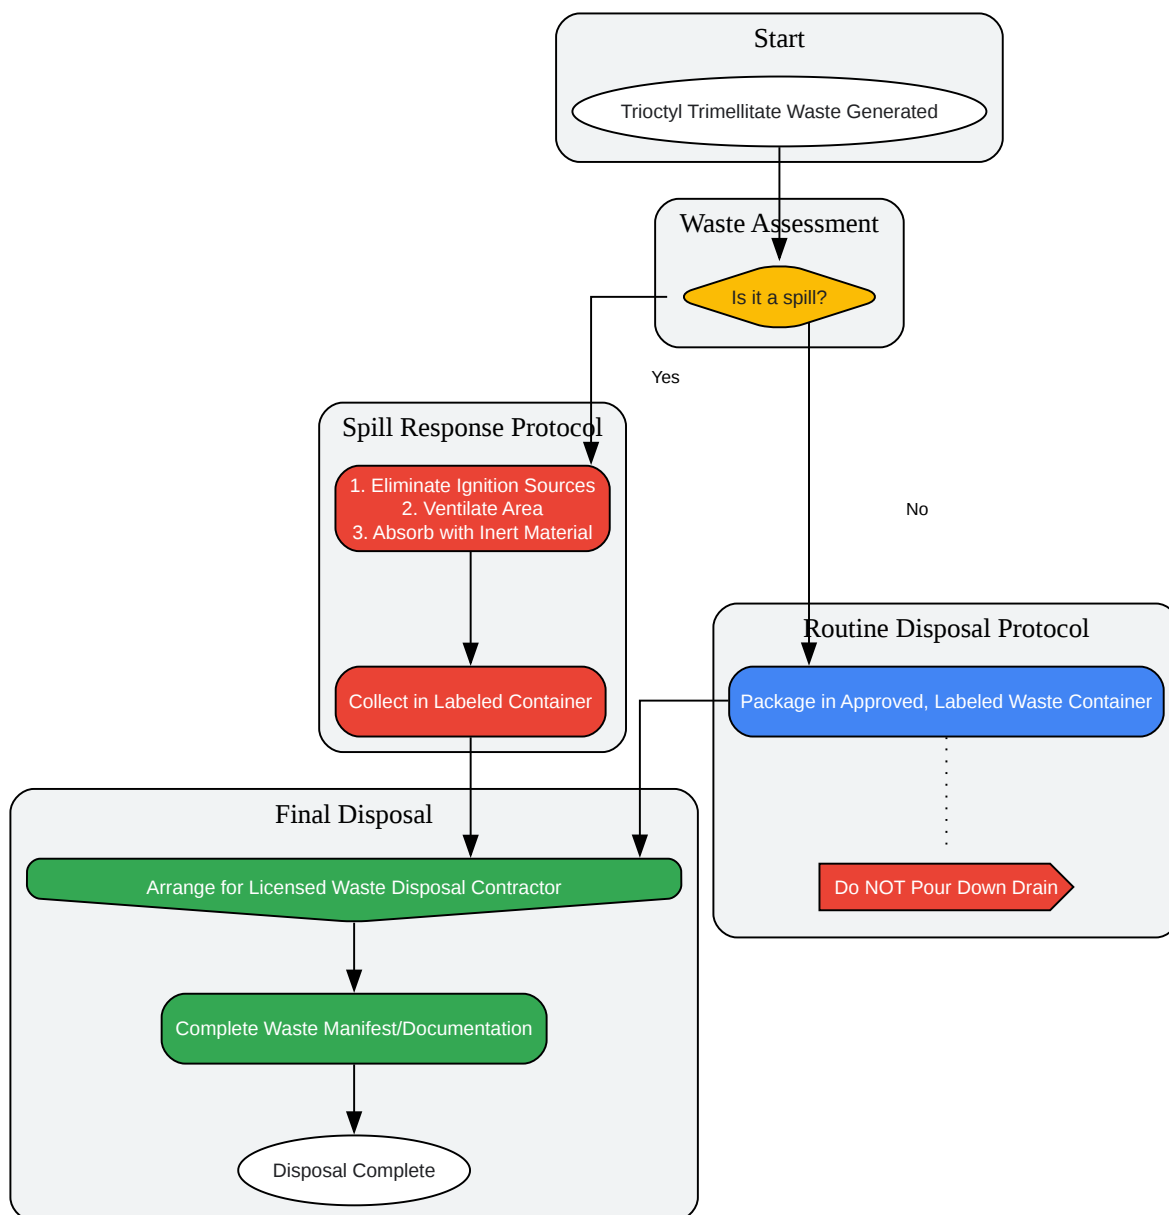 Start
Trioctyl Trimellitate Waste Generated
Waste Assessment
Is it a spill?
Yes
Spill Response Protocol
1. Eliminate Ignition Sources
2. Ventilate Area
3. Absorb with Inert Material
No
Routine Disposal Protocol
Collect in Labeled Container
Package in Approved, Labeled Waste Container
Final Disposal
Arrange for Licensed Waste Disposal Contractor
Do NOT Pour Down Drain
Complete Waste Manifest/Documentation
Disposal Complete